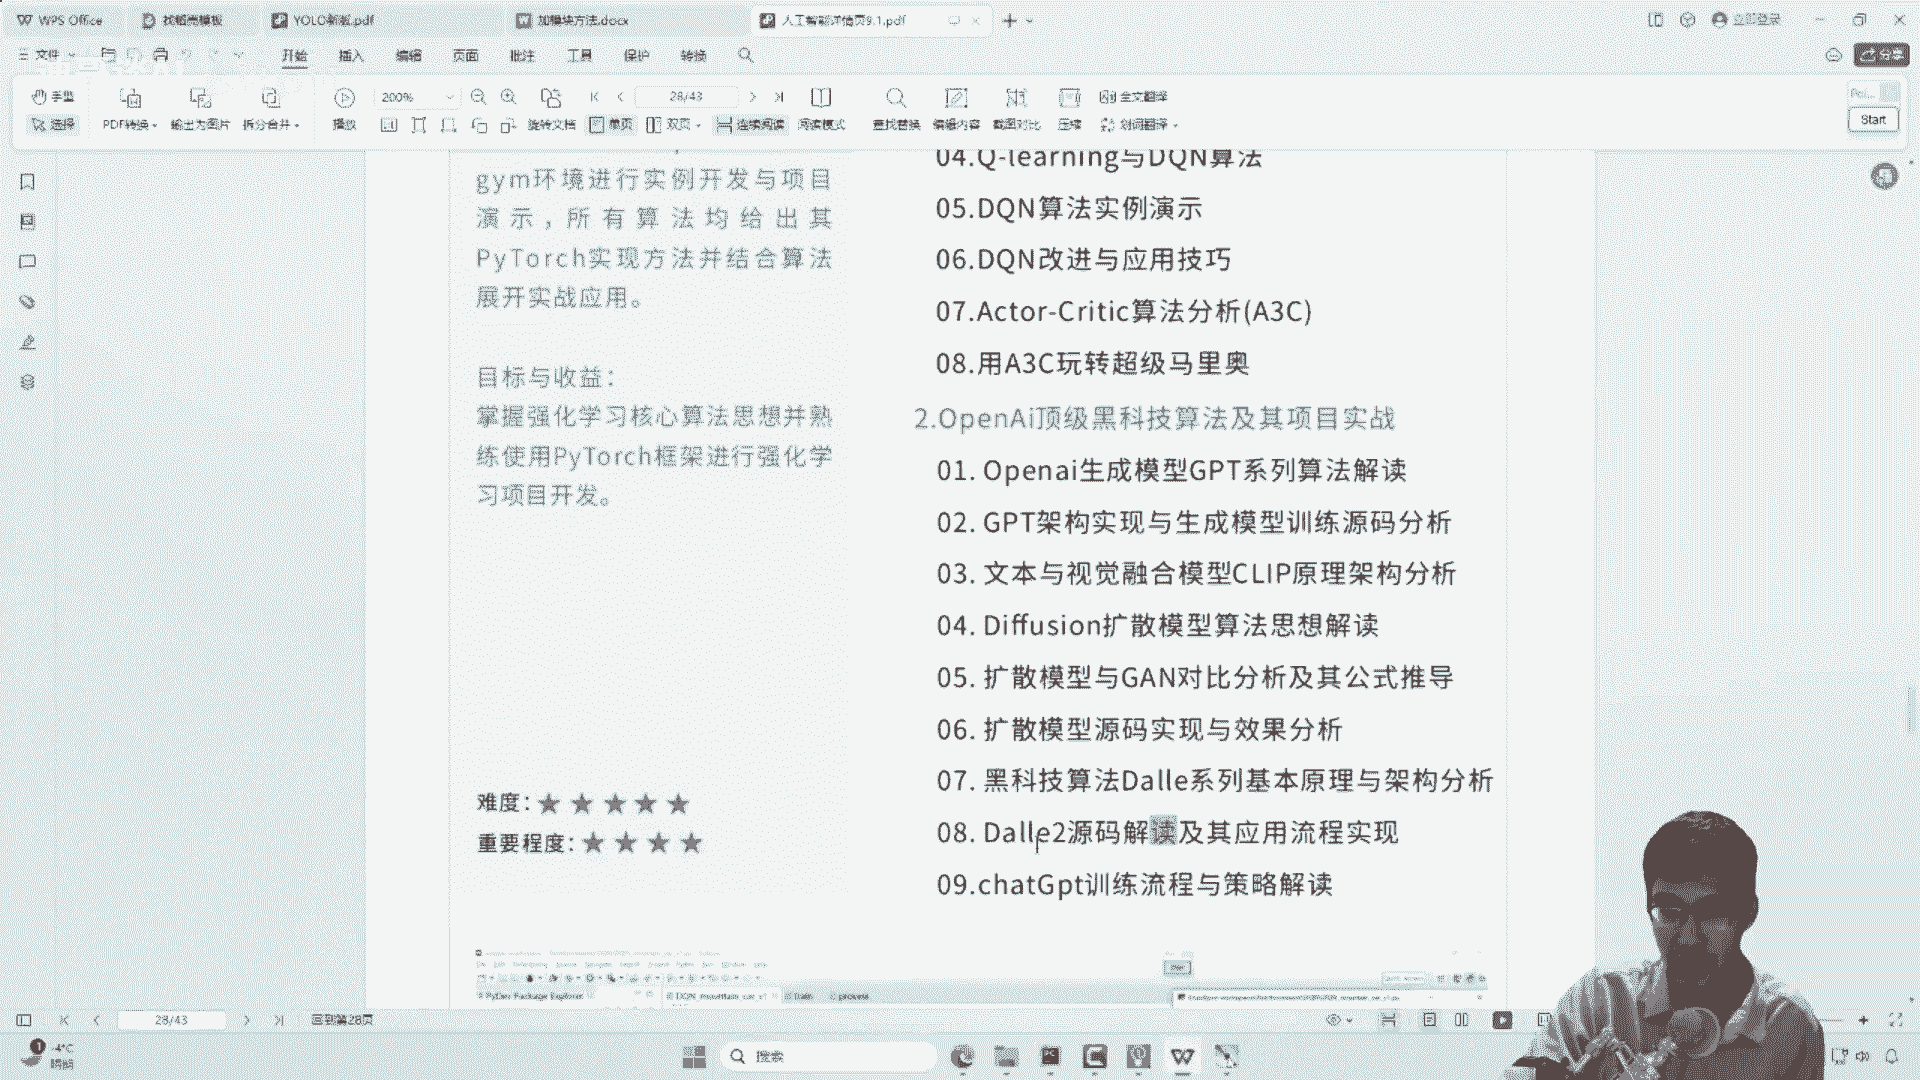 WPS Office
找稻壳模板
YOLO新版.pdf
加模块方法.docx
人工智能详情页9.1.pdf
立即登录
文件
开始
插入
编辑
页面
批注
工具
保护
转换
分享
手型
选择
PDF转换
输出为图片
拆分合并
播放
200%
旋转文档
28/43
单页
双页
连续阅读
阅读模式
查找替换
编辑内容
截图对比
压缩
全文翻译
划词翻译
Start
gym环境进行实例开发与项目
演示,所有算法均给出其
PyTorch实现方法并结合算法
展开实战应用。
目标与收益:
掌握强化学习核心算法思想并熟
练使用PyTorch框架进行强化学
习项目开发。
难度:★★★★★
重要程度:★★★★
04.Q-learning与DQN算法
05.DQN算法实例演示
06.DQN改进与应用技巧
07.Actor-Critic算法分析(A3C)
08.用A3C玩转超级马里奥
2.OpenAi顶级黑科技算法及其项目实战
01. Openai生成模型GPT系列算法解读
02. GPT架构实现与生成模型训练源码分析
03. 文本与视觉融合模型CLIP原理架构分析
04. Diffusion扩散模型算法思想解读
05. 扩散模型与GAN对比分析及其公式推导
06. 扩散模型源码实现与效果分析
07. 黑科技算法Dalle系列基本原理与架构分析
08. Dalle2源码解读及其应用流程实现
09.chatGpt训练流程与策略解读
PyDev Package Explorer
28/43
回到第28页
-4°C
晴朗
搜索